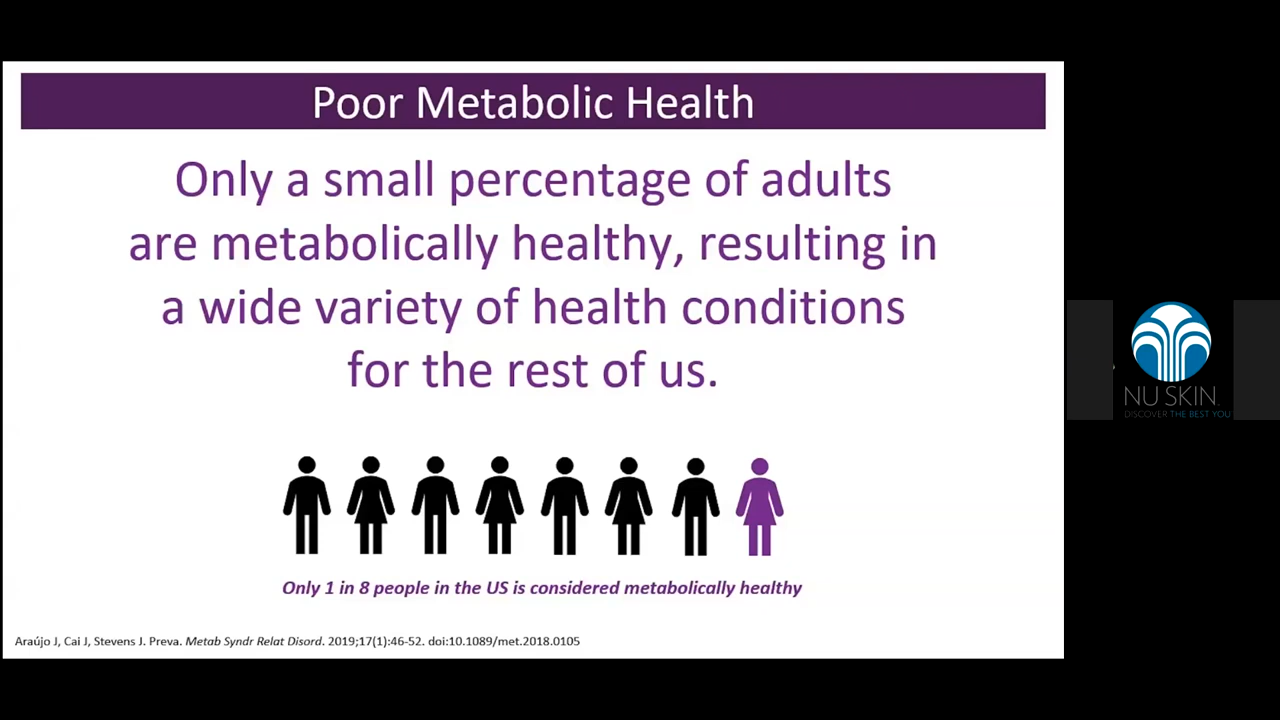 Poor Metabolic Health
Only a small percentage of adults
are metabolically healthy, resulting in
a wide variety of health conditions
for the rest of us.
Only 1 in 8 people in the US is considered metabolically healthy
Araújo J, Cai J, Stevens J. Preva. Metab Syndr Relat Disord. 2019;17(1):46-52. doi:10.1089/met.2018.0105
NU SKIN.
DISCOVER THE BEST YOU